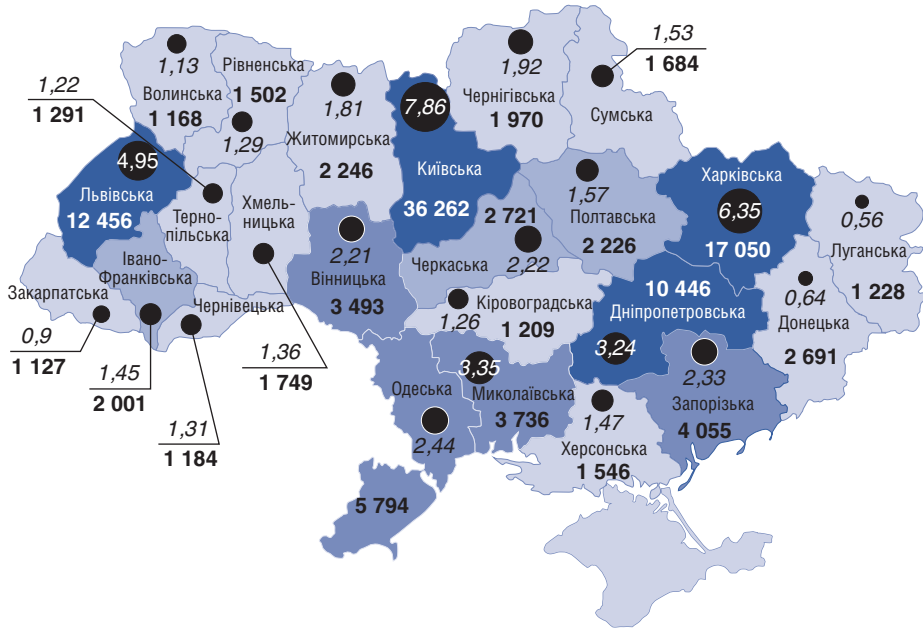 1,13
Волинська
1 168
Рівненська
1 502
1,29
1,81
Житомирська
2 246
7,86
Київська
36 262
1,92
Чернігівська
1 970
1,53
1 684
Сумська
1,22
1 291
4,95
Львівська
12 456
Терно-
пільська
Хмель-
ницька
Івано-
Франківська
Закарпатська
0,9
1 127
1,45
2 001
Чернівецька
1,31
1 184
1,36
1 749
2,21
Вінницька
3 493
2 721
Черкаська
2,22
1,57
Полтавська
2 226
Харківська
6,35
17 050
0,56
Луганська
1 228
0,64
Донецька
2 691
10 446
Дніпропетровська
3,24
1,26
Кіровоградська
1 209
Одеська
2,44
5 794
3,35
Миколаївська
3 736
1,47
Херсонська
1 546
2,33
Запорізька
4 055